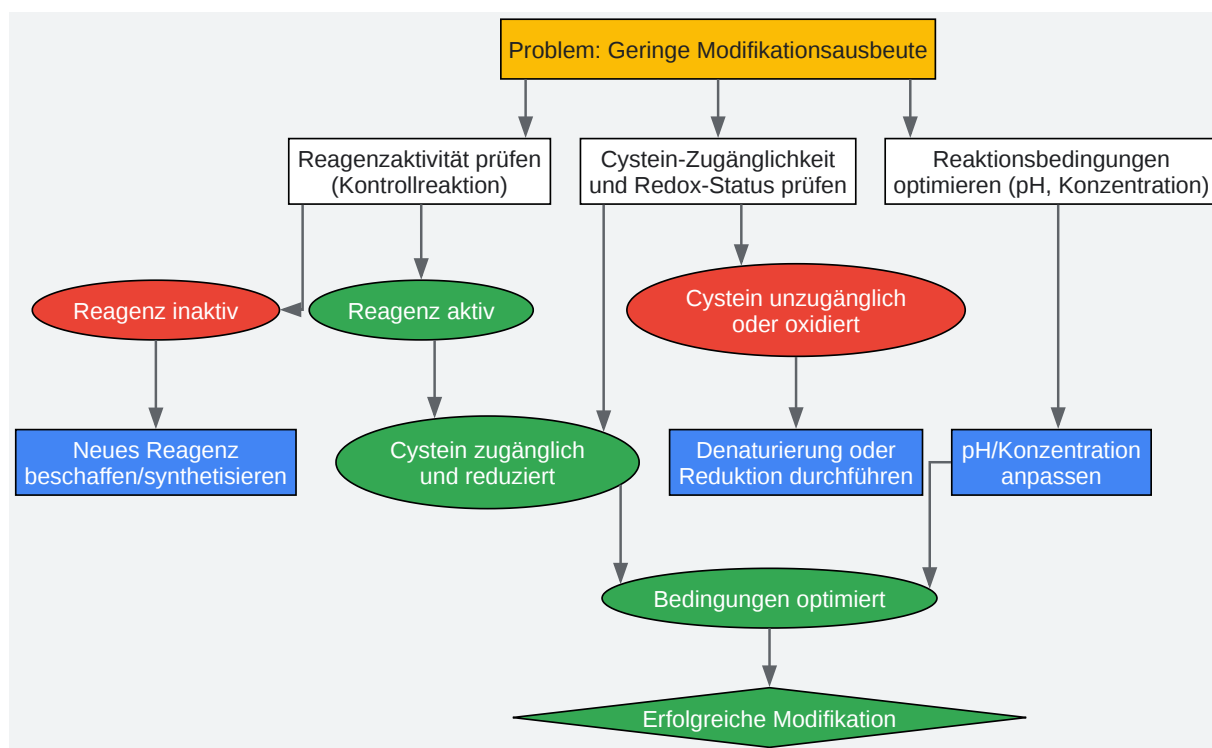 Problem: Geringe Modifikationsausbeute
Reagenzaktivität prüfen
(Kontrollreaktion)
Cystein-Zugänglichkeit
und Redox-Status prüfen
Reaktionsbedingungen
optimieren (pH, Konzentration)
Reagenz inaktiv
Reagenz aktiv
Cystein unzugänglich
oder oxidiert
Neues Reagenz
beschaffen/synthetisieren
Cystein zugänglich
und reduziert
Denaturierung oder
Reduktion durchführen
pH/Konzentration
anpassen
Bedingungen optimiert
Erfolgreiche Modifikation